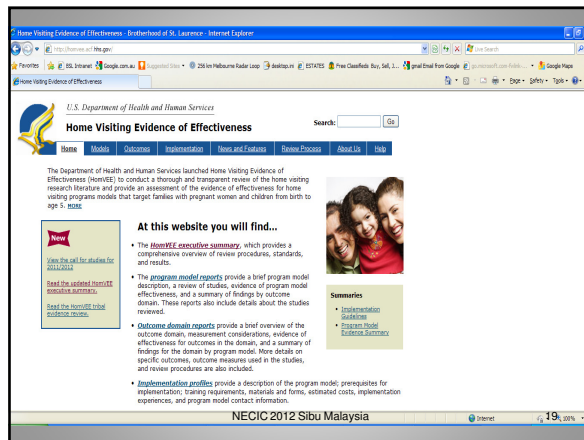 Home Visiting Evidence of Effectiveness - Brotherhood of St. Laurence - Internet Explorer
http://homvee.acf.hhs.gov/
Live Search
Favorites BSL Intranet Google.com.au Suggested Sites 256 km Melbourne Radar Loop desktop.ini ESTATES Free Classifieds Buy, Sell, I... gmail Email from Google Google Maps
Home Visiting Evidence of Effectiveness
Page Safety Tools
U.S. Department of Health and Human Services
Home Visiting Evidence of Effectiveness
Search: Go
Home Models Outcomes Implementation News and Features Review Process About Us Help
The Department of Health and Human Services launched Home Visiting Evidence of
Effectiveness (HomVEE) to conduct a thorough and transparent review of the home visiting
research literature and provide an assessment of the evidence of effectiveness for home
visiting programs models that target families with pregnant women and children from birth to
age 5. MORE
New
View the call for studies for
2011/2012
Read the updated HomVEE
executive summary.
Read the HomVEE tribal
evidence review.
At this website you will find...
• The HomVEE executive summary, which provides a
comprehensive overview of review procedures, standards,
and results.
• The program model reports provide a brief program model
description, a review of studies, evidence of program model
effectiveness, and a summary of findings by outcome
domain. These reports also include details about the studies
reviewed.
• Outcome domain reports provide a brief overview of the
outcome domain, measurement considerations, evidence of
effectiveness for outcomes in the domain, and a summary of
findings for the domain by program model. More details on
specific outcomes, outcome measures used in the studies,
and review procedures are also included.
• Implementation profiles provide a description of the program model; prerequisites for
implementation; training requirements, materials and forms, estimated costs, implementation
experiences, and program model contact information.
Summaries
• Implementation
Guidelines
• Program Model
Evidence Summary
NECIC 2012 Sibu Malaysia
Internet
19
100%